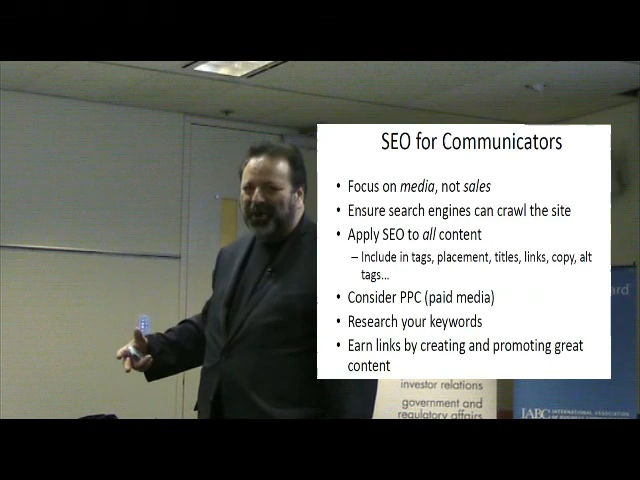 SEO for Communicators
• Focus on media, not sales
• Ensure search engines can crawl the site
• Apply SEO to all content
– Include in tags, placement, titles, links, copy, alt
tags...
• Consider PPC (paid media)
• Research your keywords
• Earn links by creating and promoting great
content
investor relations
government and
regulatory affairs
IABC INTERNATIONAL ASSOCIATION